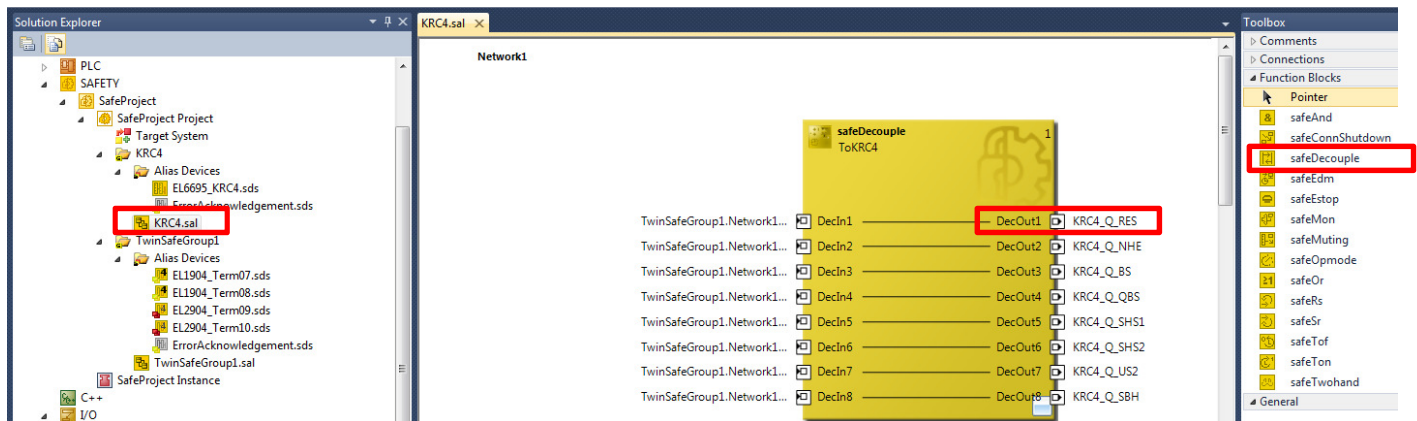 Solution Explorer
PLC
SAFETY
SafeProject
SafeProject Project
Target System
KRC4
Alias Devices
EL6695_KRC4.sds
ErrorAcknowledgement.sds
KRC4.sal
TwinSafeGroup1
Alias Devices
EL1904_Term07.sds
EL1904_Term08.sds
EL2904_Term09.sds
EL2904_Term10.sds
ErrorAcknowledgement.sds
TwinSafeGroup1.sal
SafeProject Instance
C++
I/O
KRC4.sal
Network1
safeDecouple 1
ToKRC4
TwinSafeGroup1.Network1... DecIn1 DecOut1 KRC4_Q_RES
TwinSafeGroup1.Network1... DecIn2 DecOut2 KRC4_Q_NHE
TwinSafeGroup1.Network1... DecIn3 DecOut3 KRC4_Q_BS
TwinSafeGroup1.Network1... DecIn4 DecOut4 KRC4_Q_QBS
TwinSafeGroup1.Network1... DecIn5 DecOut5 KRC4_Q_SHS1
TwinSafeGroup1.Network1... DecIn6 DecOut6 KRC4_Q_SHS2
TwinSafeGroup1.Network1... DecIn7 DecOut7 KRC4_Q_US2
TwinSafeGroup1.Network1... DecIn8 DecOut8 KRC4_Q_SBH
Toolbox
Comments
Connections
Function Blocks
Pointer
safeAnd
safeConnShutdown
safeDecouple
safeEdm
safeEstop
safeMon
safeMuting
safeOpmode
safeOr
safeRs
safeSr
safeTof
safeTon
safeTwohand
General